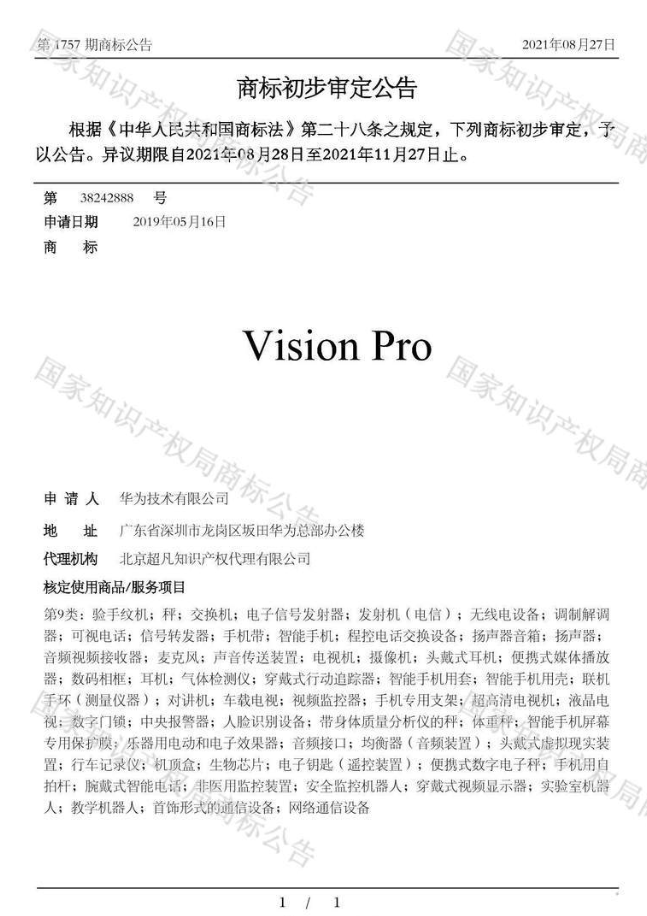 第 1757 期商标公告 2021年08月27日
商标初步审定公告
根据《中华人民共和国商标法》第二十八条之规定，下列商标初步审定，予
以公告。异议期限自2021年08月28日至2021年11月27日止。
第 38242888 号
申请日期 2019年05月16日
商 标
Vision Pro
申 请 人 华为技术有限公司
地 址 广东省深圳市龙岗区坂田华为总部办公楼
代理机构 北京超凡知识产权代理有限公司
核定使用商品/服务项目
第9类：验手纹机；秤；交换机；电子信号发射器；发射机（电信）；无线电设备；调制解调
器；可视电话；信号转发器；手机带；智能手机；程控电话交换设备；扬声器音箱；扬声器；
音频视频接收器；麦克风；声音传送装置；电视机；摄像机；头戴式耳机；便携式媒体播放
器；数码相框；耳机；气体检测仪；穿戴式行动追踪器；智能手机用套；智能手机用壳；联机
手环（测量仪器）；对讲机；车载电视；视频监控器；手机专用支架；超高清电视机；液晶电
视；数字门锁；中央报警器；人脸识别设备；带身体质量分析仪的秤；体重秤；智能手机屏幕
专用保护膜；乐器用电动和电子效果器；音频接口；均衡器（音频装置）；头戴式虚拟现实装
置；行车记录仪；机顶盒；生物芯片；电子钥匙（遥控装置）；便携式数字电子秤；手机用自
拍杆；腕戴式智能电话；非医用监控装置；安全监控机器人；穿戴式视频显示器；实验室机器
人；教学机器人；首饰形式的通信设备；网络通信设备
1 / 1
国家知识产权局商标公告
国家知识产权局商
国家知识产权局商标公告
国家知识产权局
国家知识产权局商标公告
国家知识产权局